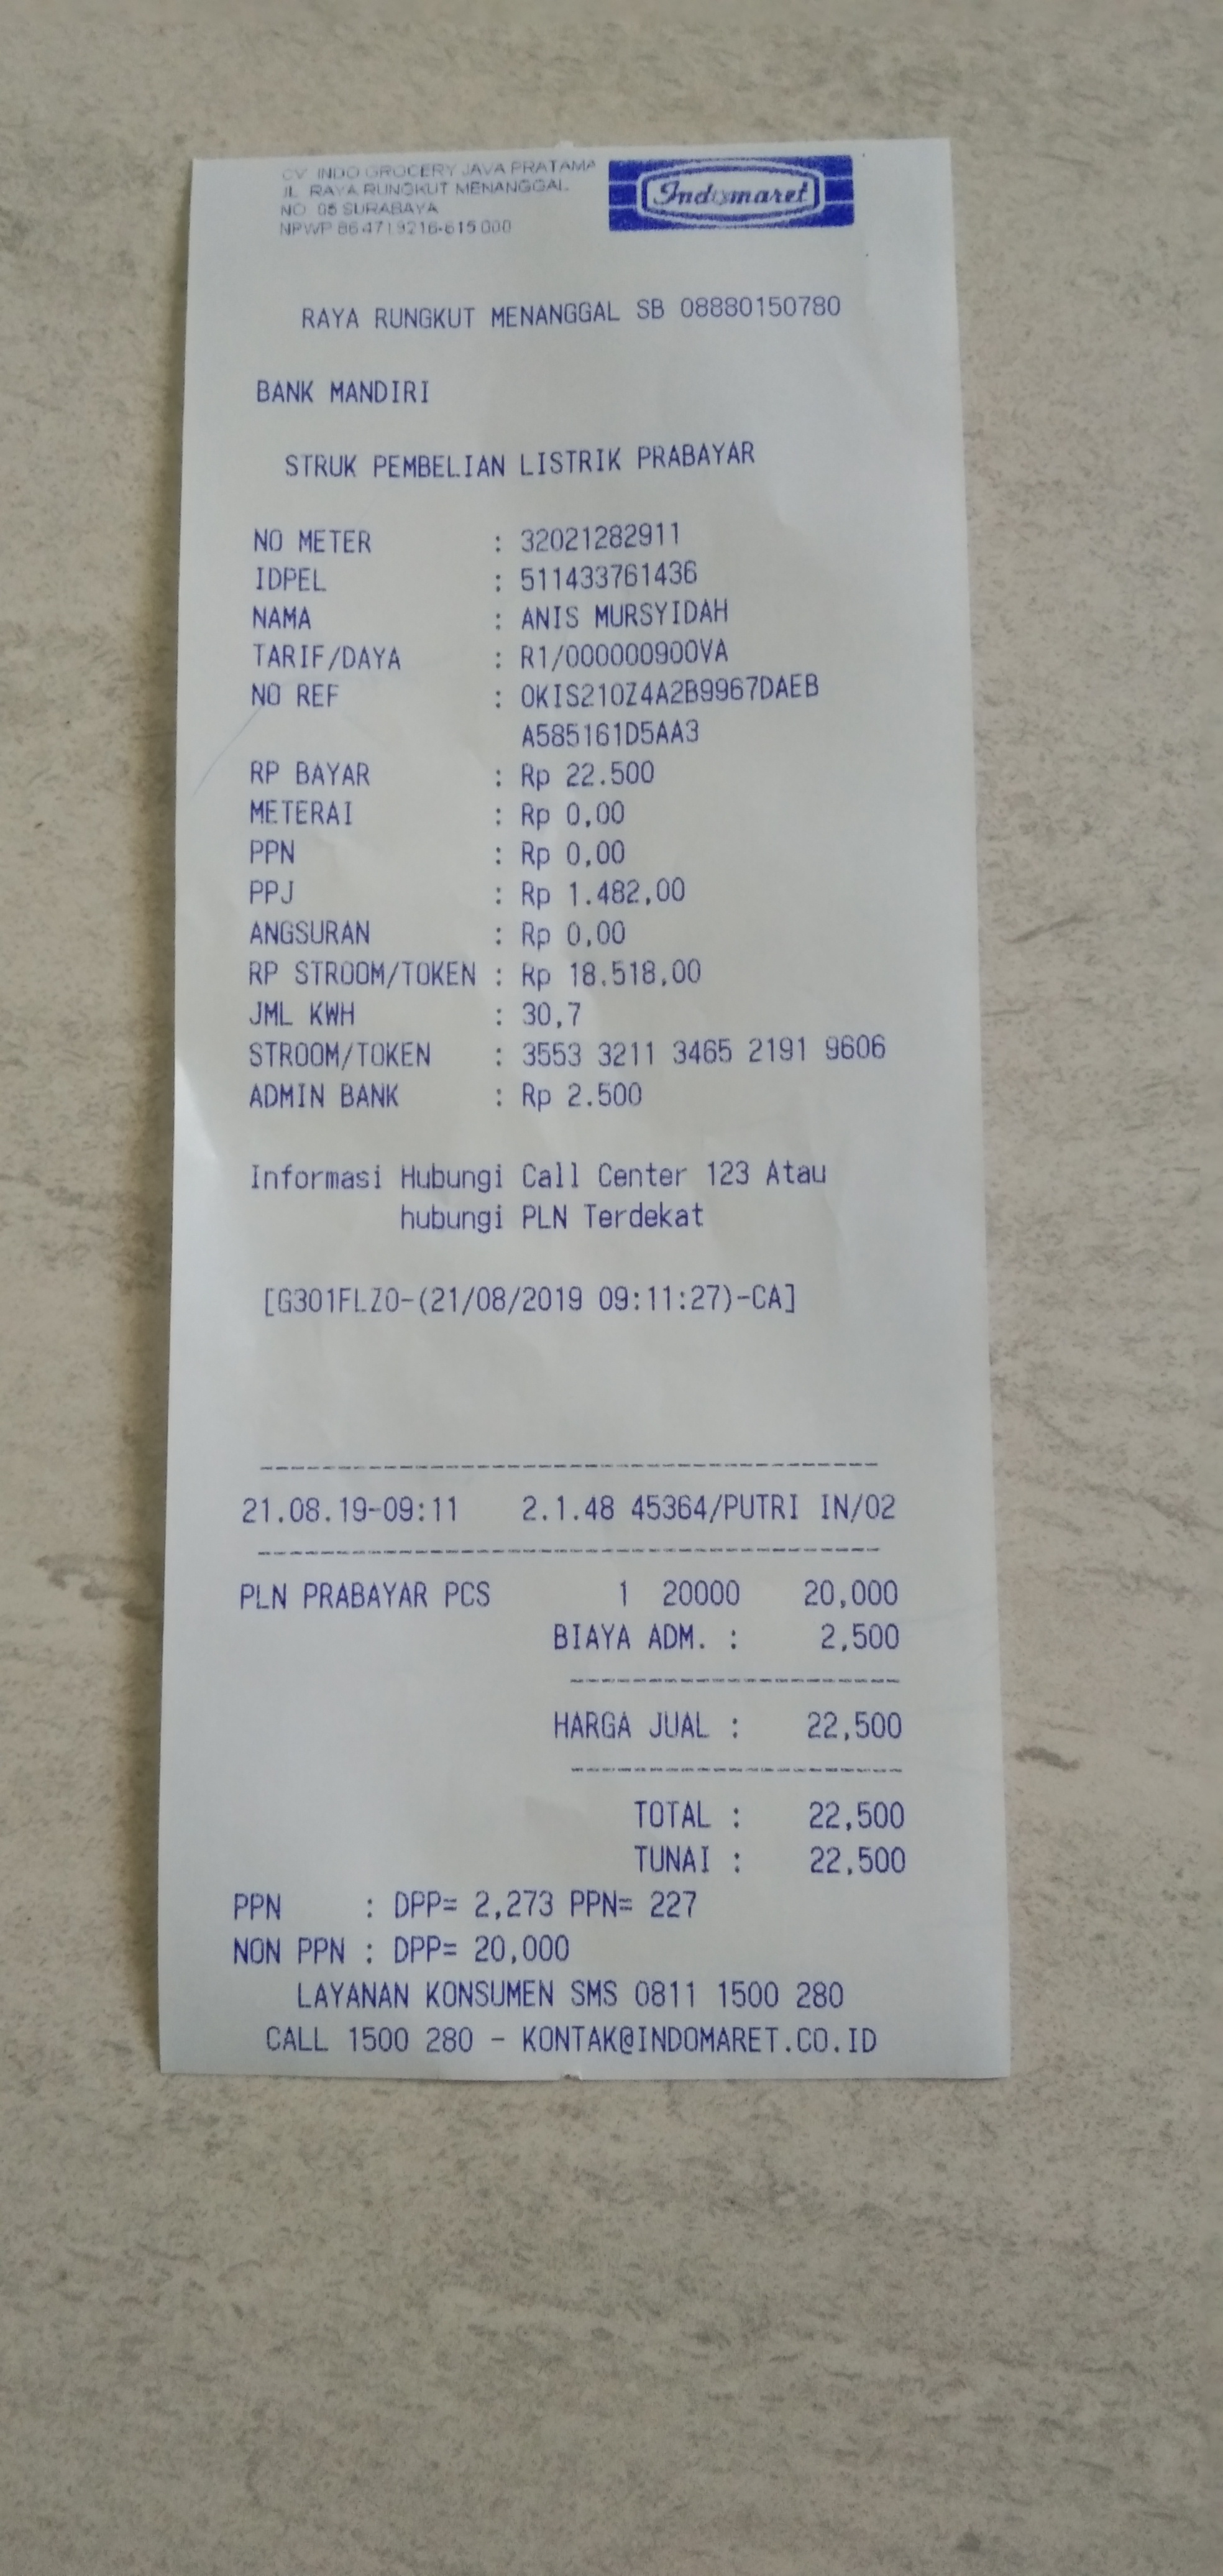 CV INDO GROCERY JAVA PRATAMA
JL. RAYA RUNGKUT MENANGGAL
NO 05 SURABAYA
NPWP 86 471 9216-615 000
Indomaret
RAYA RUNGKUT MENANGGAL SB 08880150780
BANK MANDIRI
STRUK PEMBELIAN LISTRIK PRABAYAR
NO METER : 32021282911
IDPEL : 511433761436
NAMA : ANIS MURSYIDAH
TARIF/DAYA : R1/000000900VA
NO REF : 0KIS210Z4A2B9967DAEB
A585161D5AA3
RP BAYAR : Rp 22.500
METERAI : Rp 0,00
PPN : Rp 0,00
PPJ : Rp 1.482,00
ANGSURAN : Rp 0,00
RP STROOM/TOKEN : Rp 18.518,00
JML KWH : 30,7
STROOM/TOKEN : 3553 3211 3465 2191 9606
ADMIN BANK : Rp 2.500
Informasi Hubungi Call Center 123 Atau
hubungi PLN Terdekat
[G301FLZ0-(21/08/2019 09:11:27)-CA]
21.08.19-09:11 2.1.48 45364/PUTRI IN/02
PLN PRABAYAR PCS 1 20000 20,000
BIAYA ADM. : 2,500
HARGA JUAL : 22,500
TOTAL : 22,500
TUNAI : 22,500
PPN : DPP= 2,273 PPN= 227
NON PPN : DPP= 20,000
LAYANAN KONSUMEN SMS 0811 1500 280
CALL 1500 280 - KONTAK@INDOMARET.CO.ID